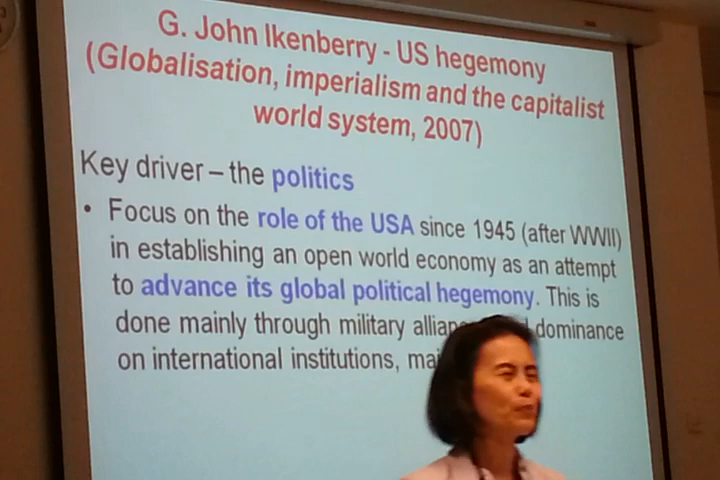 G. John Ikenberry - US hegemony
(Globalisation, imperialism and the capitalist
world system, 2007)
Key driver – the politics
• Focus on the role of the USA since 1945 (after WWII)
in establishing an open world economy as an attempt
to advance its global political hegemony. This is
done mainly through military dominance
on international institutions,